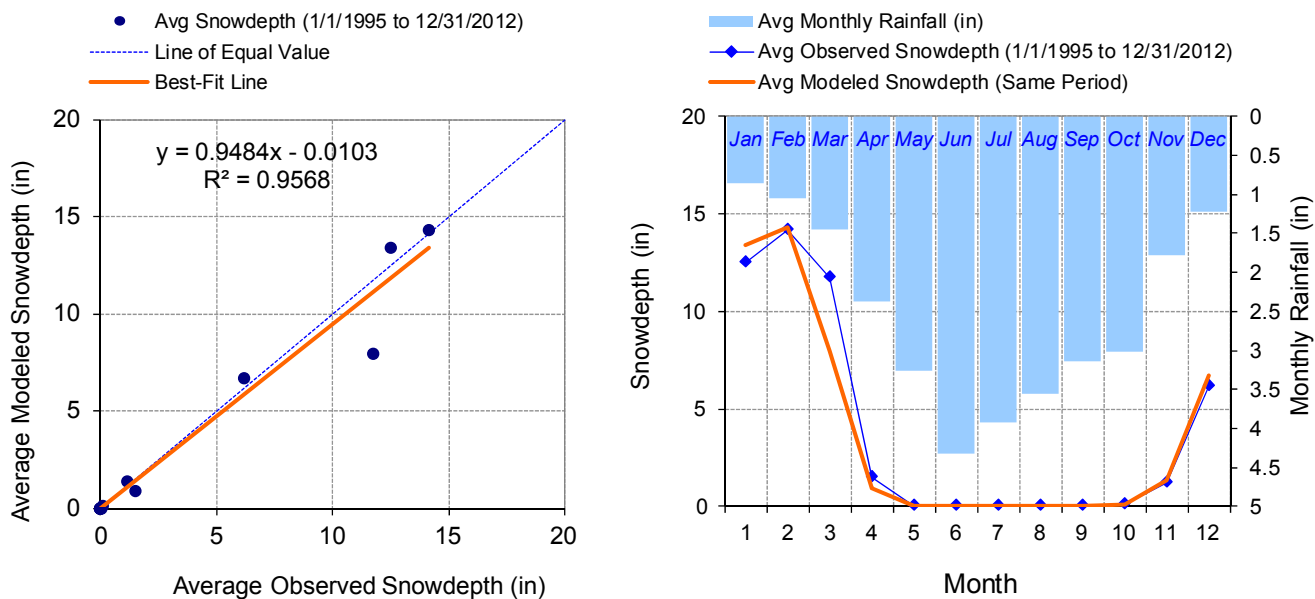 Avg Snowdepth (1/1/1995 to 12/31/2012)
Line of Equal Value
Best-Fit Line
20
15
10
5
0
0
5
10
15
20
y = 0.9484x - 0.0103
R² = 0.9568
Average Modeled Snowdepth (in)
Average Observed Snowdepth (in)
Avg Monthly Rainfall (in)
Avg Observed Snowdepth (1/1/1995 to 12/31/2012)
Avg Modeled Snowdepth (Same Period)
20
15
10
5
0
Snowdepth (in)
Jan Feb Mar Apr May Jun Jul Aug Sep Oct Nov Dec
0
0.5
1
1.5
2
2.5
3
3.5
4
4.5
5
Monthly Rainfall (in)
1 2 3 4 5 6 7 8 9 10 11 12
Month